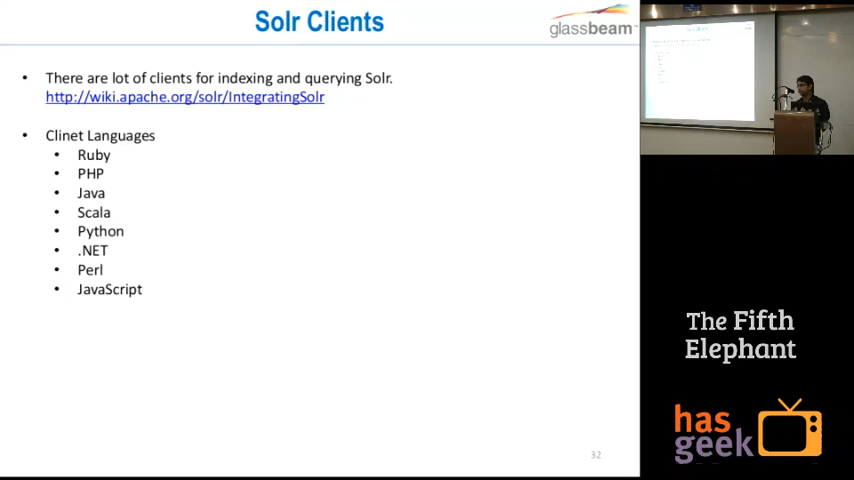 Solr Clients
glassbeam
• There are lot of clients for indexing and querying Solr.
http://wiki.apache.org/solr/IntegratingSolr
• Clinet Languages
• Ruby
• PHP
• Java
• Scala
• Python
• .NET
• Perl
• JavaScript
32
The Fifth
Elephant
has
geek